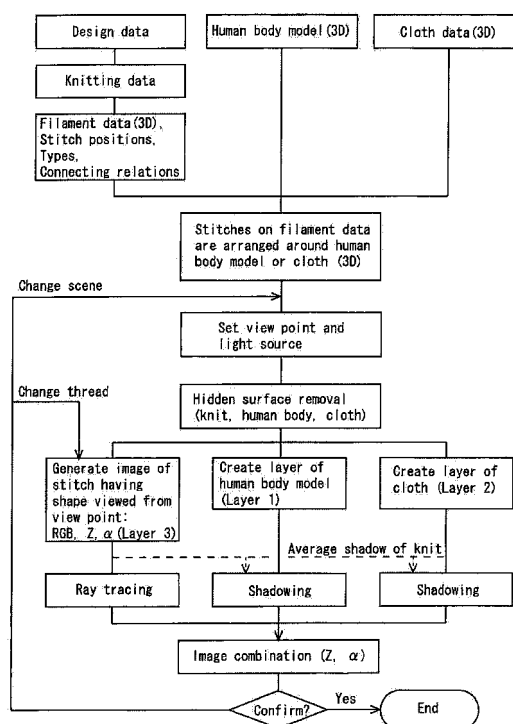 Design data
Human body model(3D)
Cloth data(3D)
Knitting data
Filament data(3D),
Stitch positions,
Types,
Connecting relations
Stitches on filament data
are arranged around human
body model or cloth (3D)
Change scene
Set view point and
light source
Change thread
Hidden surface removal
(knit, human body, cloth)
Generate image of
stitch having
shape viewed from
view point:
RGB, Z, α(Layer 3)
Create layer of
human body model
(Layer 1)
Create layer of
cloth (Layer 2)
Average shadow of knit
Ray tracing
Shadowing
Shadowing
Image combination (Z, α)
Confirm?
Yes
End